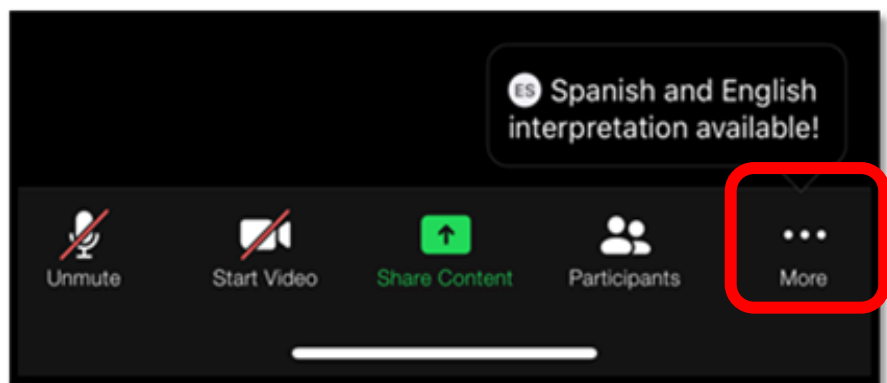 ES Spanish and English
interpretation available!
Unmute
Start Video
Share Content
Participants
More